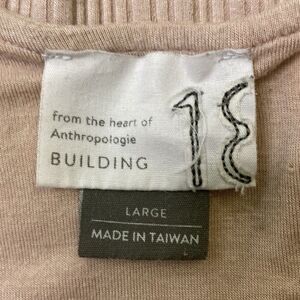 from the heart of
Anthropologie
BUILDING 18
LARGE
MADE IN TAIWAN